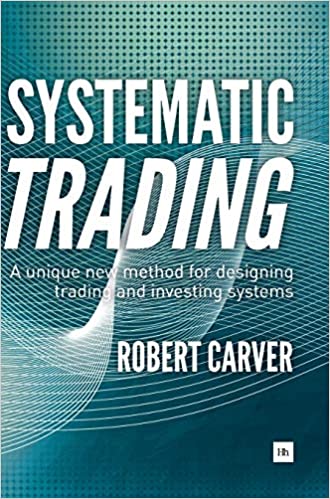 SYSTEMATIC
TRADING
A unique new method for designing
trading and investing systems
ROBERT CARVER
Hh